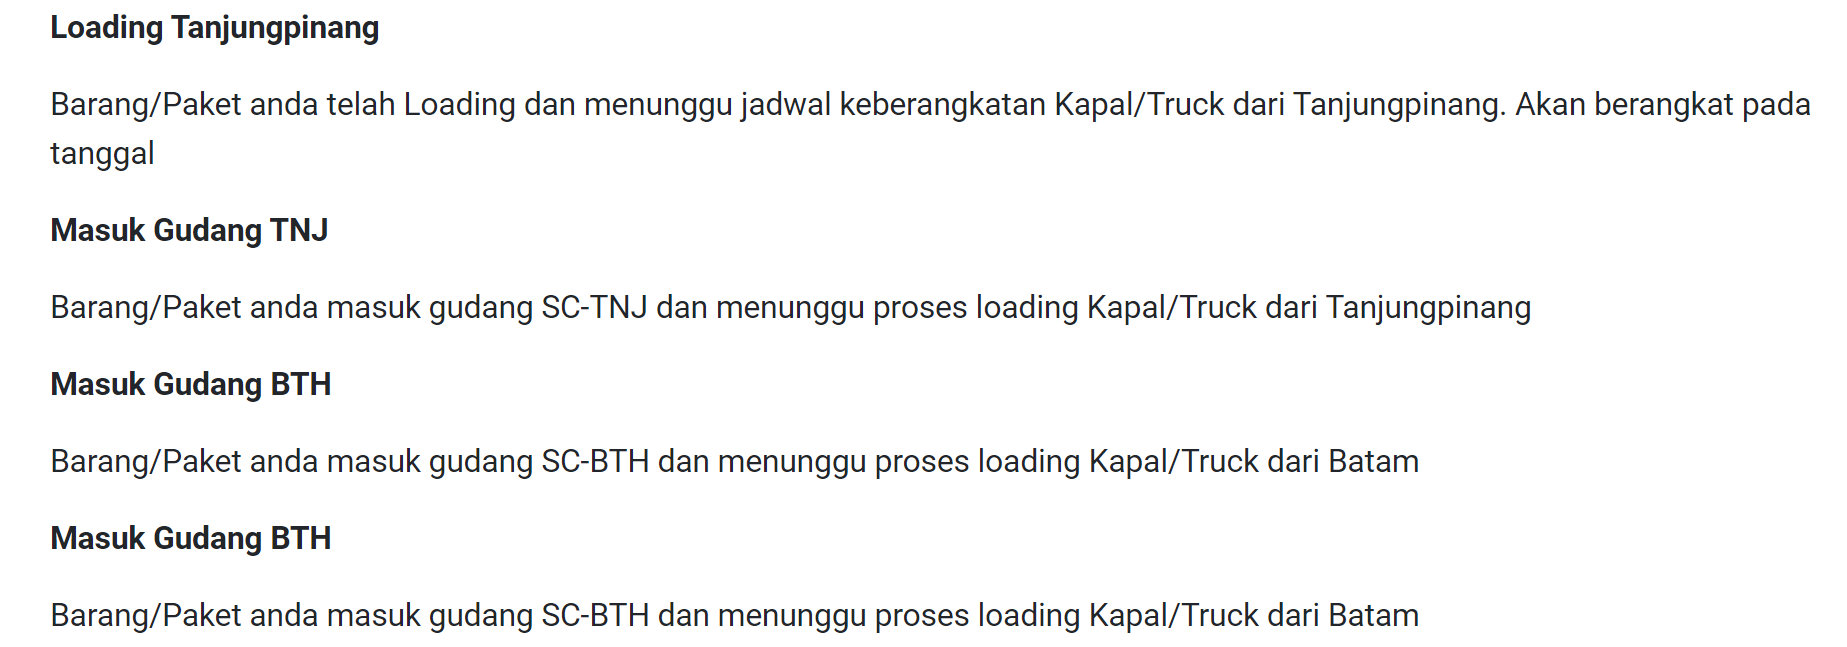 Loading Tanjungpinang
Barang/Paket anda telah Loading dan menunggu jadwal keberangkatan Kapal/Truck dari Tanjungpinang. Akan berangkat pada
tanggal
Masuk Gudang TNJ
Barang/Paket anda masuk gudang SC-TNJ dan menunggu proses loading Kapal/Truck dari Tanjungpinang
Masuk Gudang BTH
Barang/Paket anda masuk gudang SC-BTH dan menunggu proses loading Kapal/Truck dari Batam
Masuk Gudang BTH
Barang/Paket anda masuk gudang SC-BTH dan menunggu proses loading Kapal/Truck dari Batam